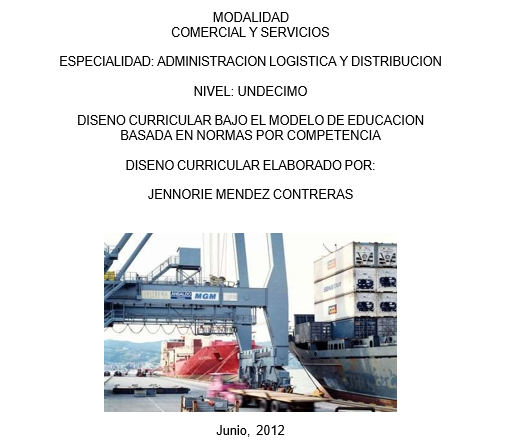 MODALIDAD
COMERCIAL Y SERVICIOS
ESPECIALIDAD: ADMINISTRACION LOGISTICA Y DISTRIBUCION
NIVEL: UNDECIMO
DISENO CURRICULAR BAJO EL MODELO DE EDUCACION
BASADA EN NORMAS POR COMPETENCIA
DISENO CURRICULAR ELABORADO POR:
JENNORIE MENDEZ CONTRERAS
MGM
Junio, 2012